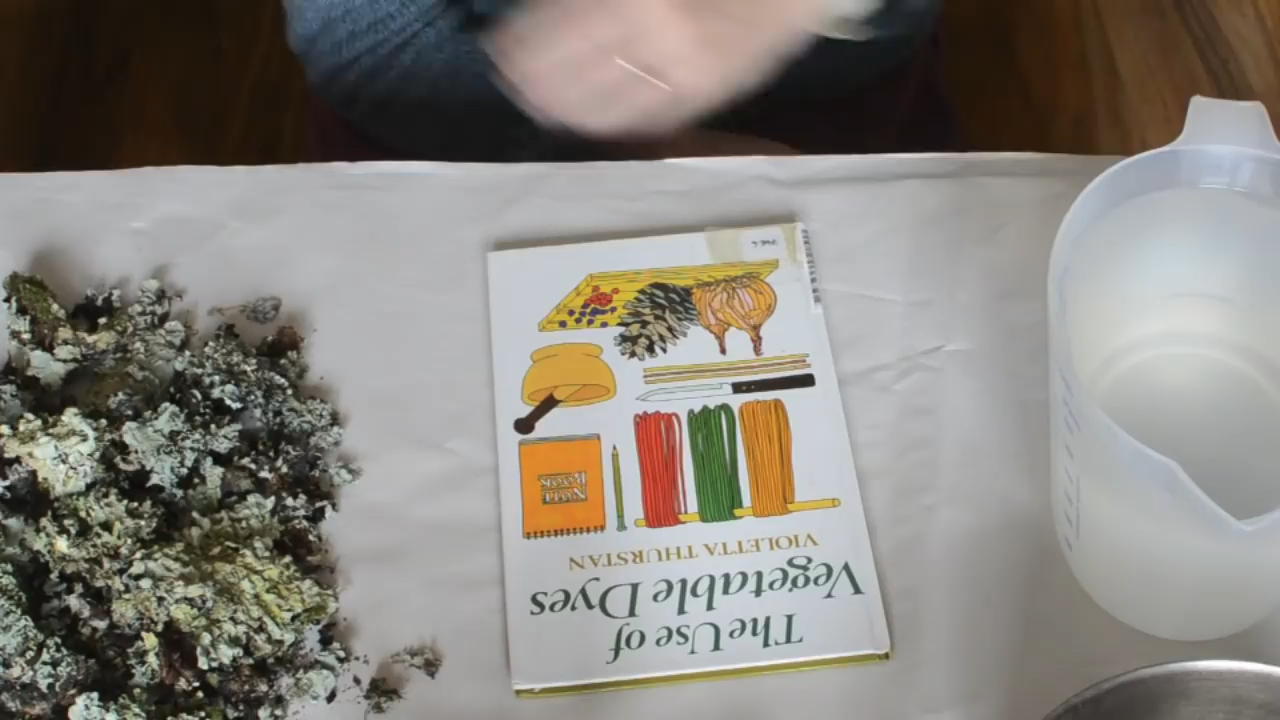 The Use of
Vegetable Dyes
VIOLETTA THURSTAN
NOTE
BOOK